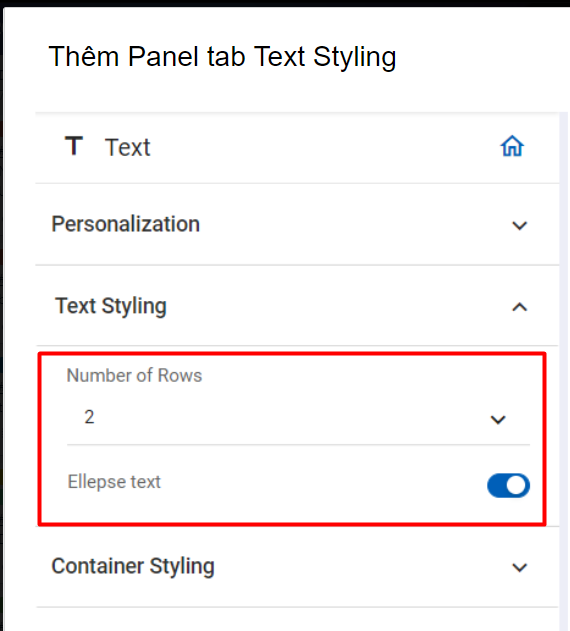 Thêm Panel tab Text Styling
T Text
Personalization
Text Styling
Number of Rows
2
Ellepse text
Container Styling